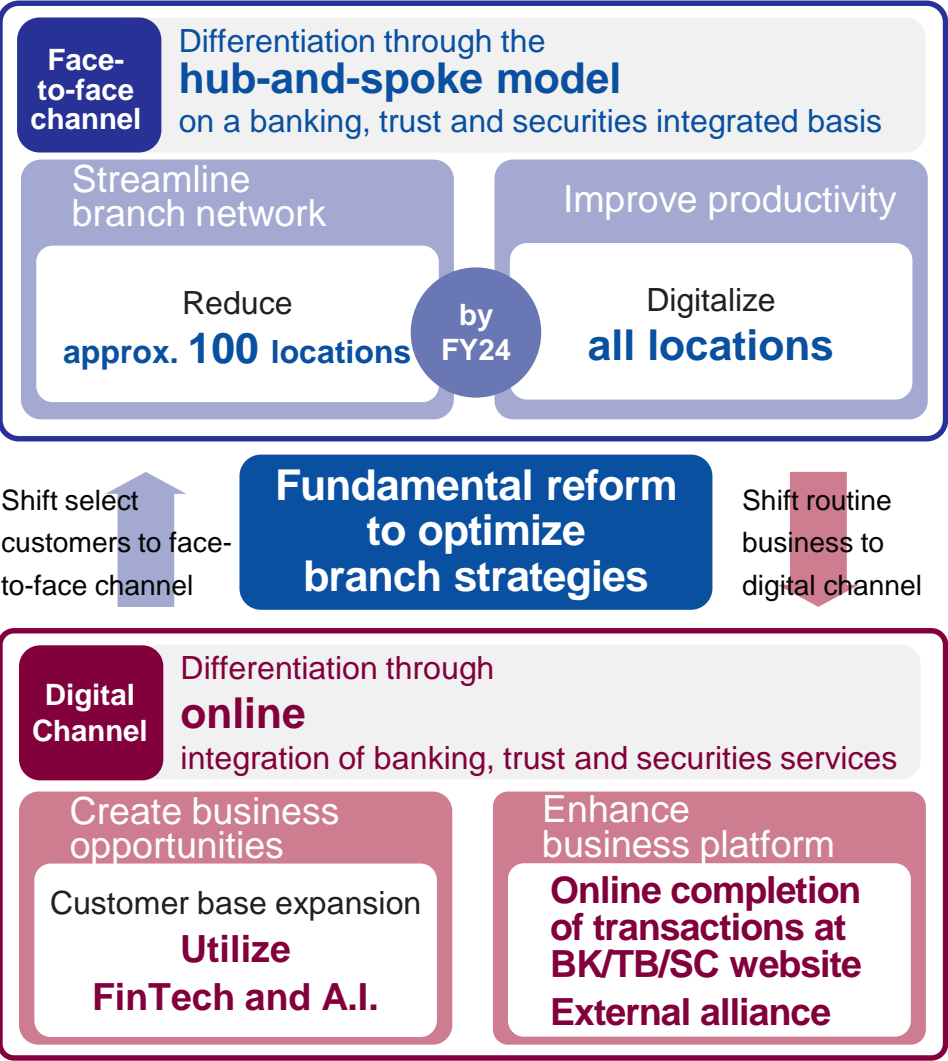 Face-
to-face
channel
Differentiation through the
hub-and-spoke model
on a banking, trust and securities integrated basis
Streamline
branch network
Improve productivity
Reduce
approx. 100 locations
by
FY24
Digitalize
all locations
Shift select
customers to face-
to-face channel
Fundamental reform
to optimize
branch strategies
Shift routine
business to
digital channel
Digital
Channel
Differentiation through
online
integration of banking, trust and securities services
Create business
opportunities
Enhance
business platform
Customer base expansion
Utilize
FinTech and A.I.
Online completion
of transactions at
BK/TB/SC website
External alliance